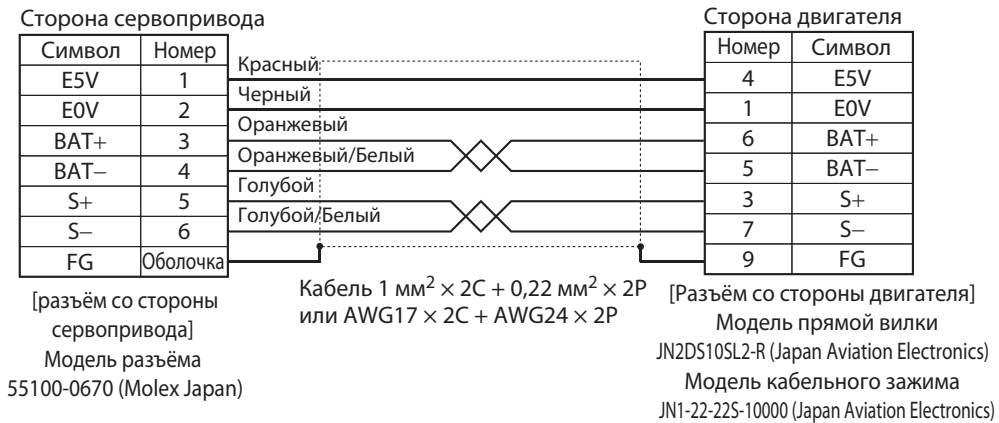 Сторона сервопривода
Символ Номер
E5V 1
E0V 2
BAT+ 3
BAT− 4
S+ 5
S− 6
FG Оболочка
Красный
Черный
Оранжевый
Оранжевый/Белый
Голубой
Голубой/Белый
Сторона двигателя
Номер Символ
4 E5V
1 E0V
6 BAT+
5 BAT−
3 S+
7 S−
9 FG
[разъём со стороны
сервопривода]
Модель разъёма
55100-0670 (Molex Japan)
Кабель 1 мм² × 2C + 0,22 мм² × 2P
или AWG17 × 2C + AWG24 × 2P
[Разъём со стороны двигателя]
Модель прямой вилки
JN2DS10SL2-R (Japan Aviation Electronics)
Модель кабельного зажима
JN1-22-22S-10000 (Japan Aviation Electronics)